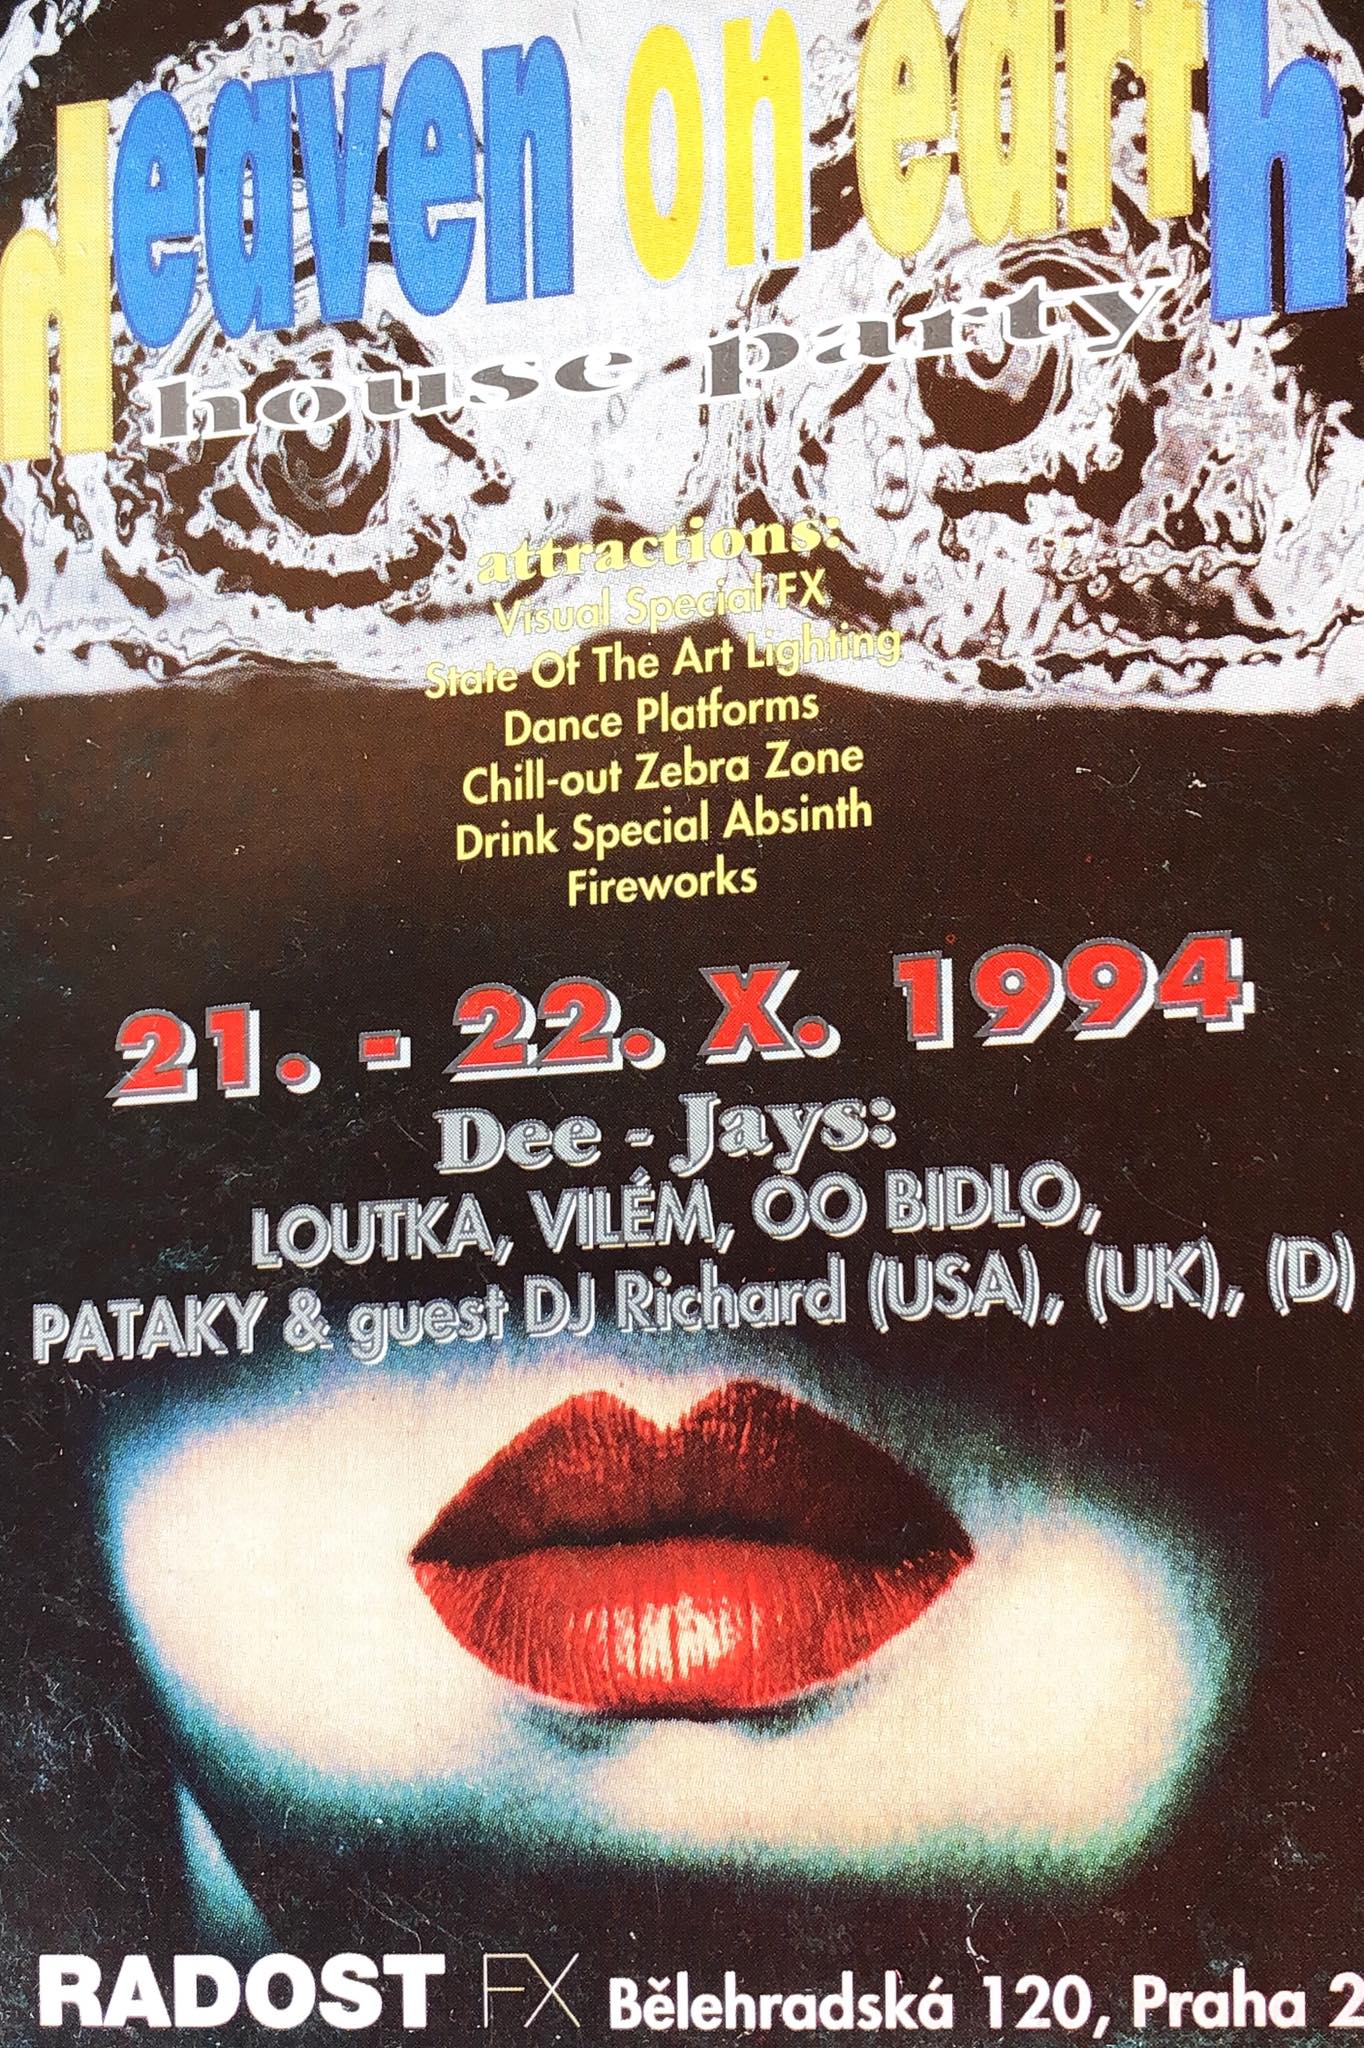 heaven on earth
house party
attractions:
Visual Special FX
State Of The Art Lighting
Dance Platforms
Chill-out Zebra Zone
Drink Special Absinth
Fireworks
21. - 22. X. 1994
Dee - Jays:
LOUTKA, VILÉM, OO BIDLO,
PATAKY & guest DJ Richard (USA), (UK), (D)
RADOST FX Bělehradská 120, Praha 2